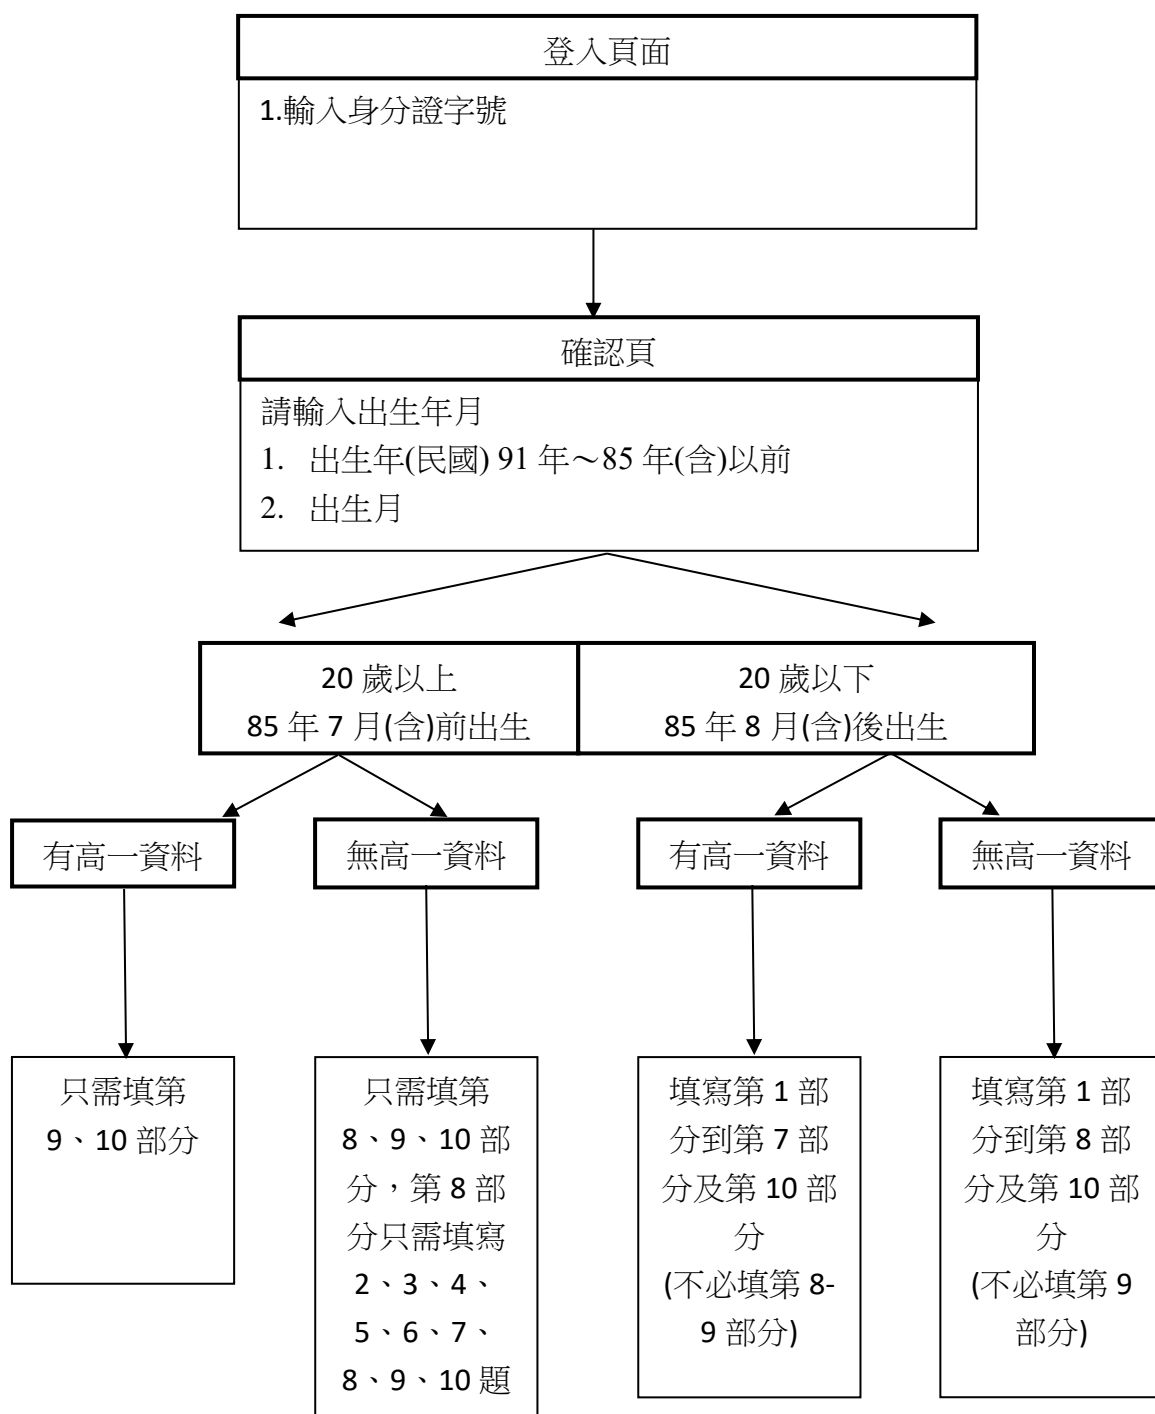 登入頁面
1.輸入身分證字號
確認頁
請輸入出生年月
1. 出生年(民國) 91 年～85 年(含)以前
2. 出生月
20 歲以上
85 年 7 月(含)前出生
20 歲以下
85 年 8 月(含)後出生
有高一資料
無高一資料
有高一資料
無高一資料
只需填第
9、10 部分
只需填第
8、9、10 部
分，第 8 部
分只需填寫
2、3、4、
5、6、7、
8、9、10 題
填寫第 1 部
分到第 7 部
分及第 10 部
分
(不必填第 8-
9 部分)
填寫第 1 部
分到第 8 部
分及第 10 部
分
(不必填第 9
部分)